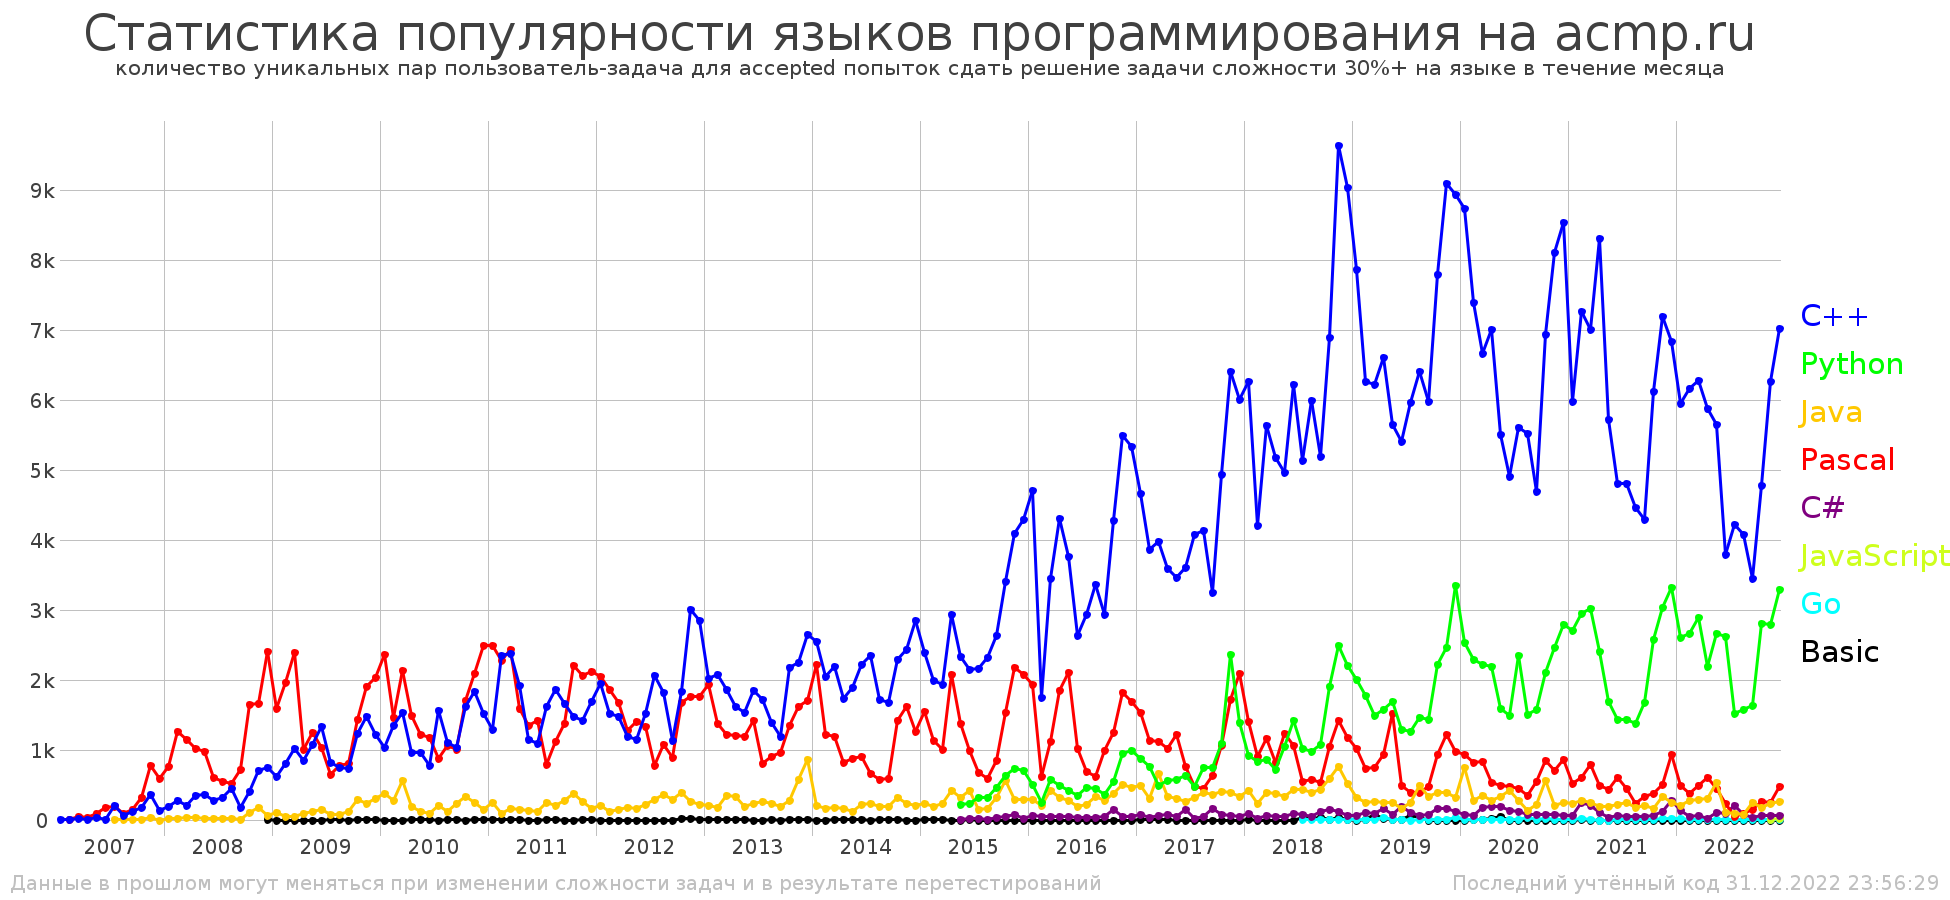 Статистика популярности языков программирования на acmp.ru
количество уникальных пар пользователь-задача для accepted попыток сдать решение задачи сложности 30%+ на языке в течение месяца
9k
8k
7k
6k
5k
4k
3k
2k
1k
0
C++
Python
Java
Pascal
C#
JavaScript
Go
Basic
2007 2008 2009 2010 2011 2012 2013 2014 2015 2016 2017 2018 2019 2020 2021 2022
Данные в прошлом могут меняться при изменении сложности задач и в результате перетестирований
Последний учтённый код 31.12.2022 23:56:29